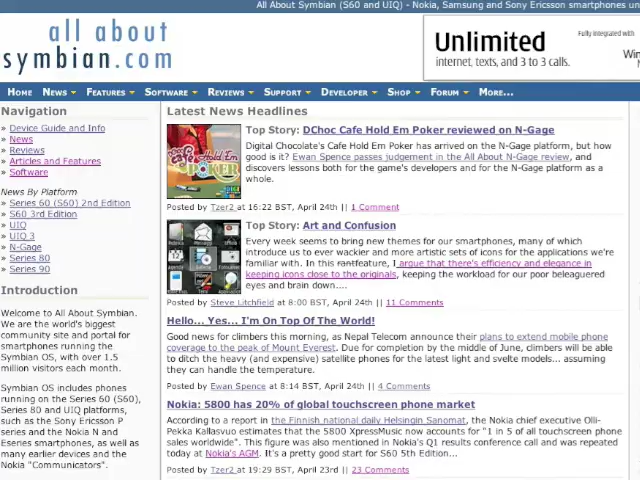 All About Symbian (S60 and UIQ) - Nokia, Samsung and Sony Ericsson smartphones un
all about
symbian.com
Unlimited
internet, texts, and 3 to 3 calls.
Fully integrated with
Win
HOME NEWS FEATURES SOFTWARE REVIEWS SUPPORT DEVELOPER SHOP FORUM MORE...
Navigation
» Device Guide and Info
» News
» Reviews
» Articles and Features
» Software
News By Platform
» Series 60 (S60) 2nd Edition
» S60 3rd Edition
» UIQ
» UIQ 3
» N-Gage
» Series 80
» Series 90
Introduction
Welcome to All About Symbian.
We are the world's biggest
community site and portal for
smartphones running the
Symbian OS, with over 1.5
million visitors each month.
Symbian OS includes phones
running on the Series 60 (S60),
Series 80 and UIQ platforms,
such as the Sony Ericsson P
series and the Nokia N and
Eseries smartphones, as well as
many earlier devices and the
Nokia "Communicators".
Latest News Headlines
Cafe Hold 'Em
POKER
Top Story: DChoc Cafe Hold Em Poker reviewed on N-Gage
Digital Chocolate's Cafe Hold Em Poker has arrived on the N-Gage platform, but how
good is it? Ewan Spence passes judgement in the All About N-Gage review, and
discovers lessons both for the game's developers and for the N-Gage platform as a
whole.
Posted by Tzer2 at 16:22 BST, April 24th || 1 Comment
Top Story: Art and Confusion
Every week seems to bring new themes for our smartphones, many of which
introduce us to ever wackier and more artistic sets of icons for the applications we're
familiar with. In this rantfeature, I argue that there's efficiency and elegance in
keeping icons close to the originals, keeping the workload for our poor beleaguered
eyes and brain down....
Posted by Steve Litchfield at 8:00 BST, April 24th || 11 Comments
Hello... Yes... I'm On Top Of The World!
Good news for climbers this morning, as Nepal Telecom announce their plans to extend mobile phone
coverage to the peak of Mount Everest. Due for completion by the middle of June, climbers will be able
to ditch the heavy (and expensive) satellite phones for the latest light and svelte models... assuming
they can handle the temperature.
Posted by Ewan Spence at 8:14 BST, April 24th || 4 Comments
Nokia: 5800 has 20% of global touchscreen phone market
According to a report in the Finnish national daily Helsingin Sanomat, the Nokia chief executive Olli-
Pekka Kallasvuo estimates that the 5800 XpressMusic now accounts for "1 in 5 of all touchscreen phone
sales worldwide". This figure was also mentioned in Nokia's Q1 results conference call and was repeated
today at Nokia's AGM. It's a pretty good start for S60 5th Edition...
Posted by Tzer2 at 19:29 BST, April 23rd || 23 Comments